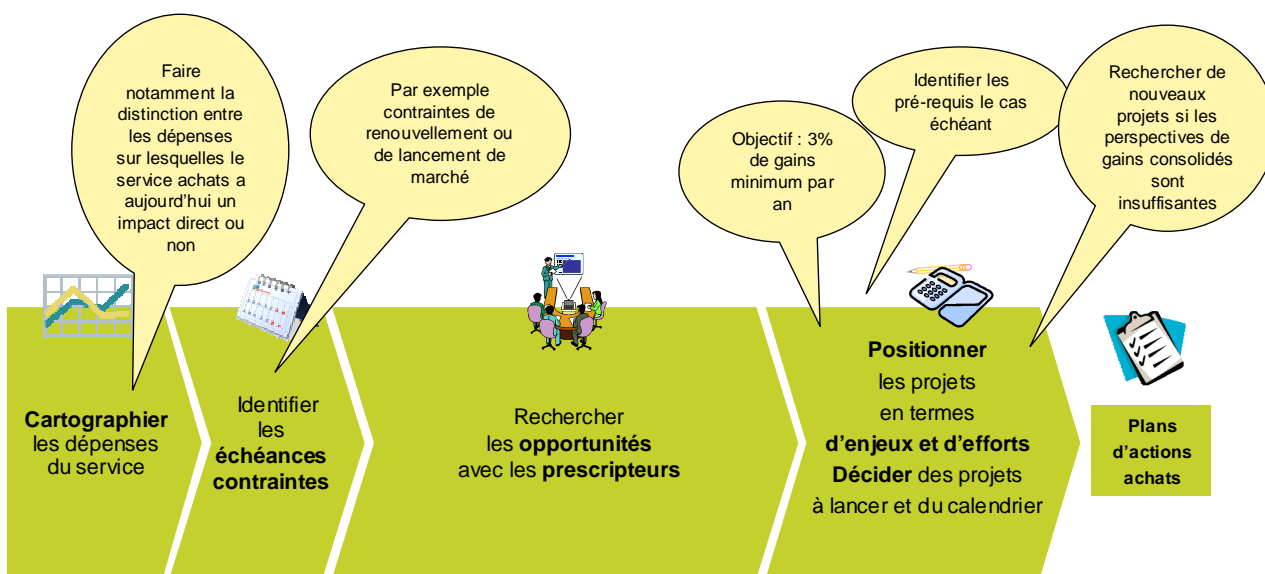 Faire
notamment la
distinction entre
les dépenses
sur lesquelles le
service achats a
aujourd’hui un
impact direct ou
non
Par exemple
contraintes de
renouvellement ou
de lancement de
marché
Objectif : 3%
de gains
minimum par
an
Identifier les
pré-requis le cas
échéant
Rechercher de
nouveaux
projets si les
perspectives de
gains consolidés
sont
insuffisantes
Cartographier
les dépenses
du service
Identifier
les
échéances
contraintes
Rechercher
les opportunités
avec les prescripteurs
Positionner
les projets
en termes
d’enjeux et d’efforts
Décider des projets
à lancer et du calendrier
Plans
d’actions
achats